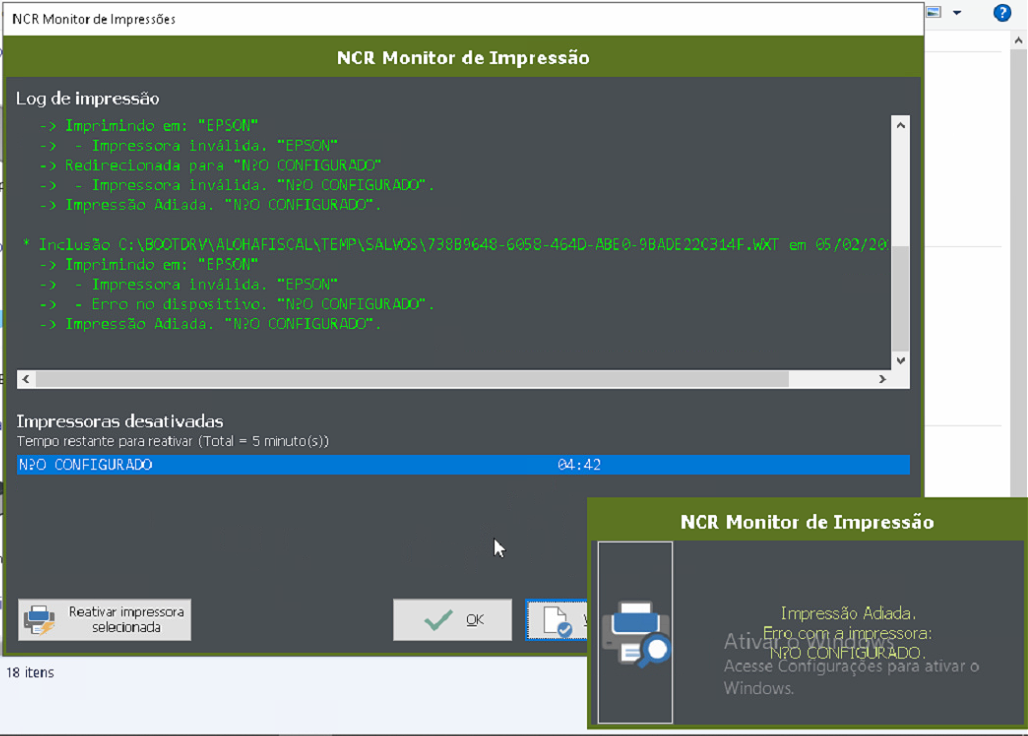 NCR Monitor de Impressões
NCR Monitor de Impressão
Log de impressão
-> Imprimindo em: "EPSON"
-> - Impressora inválida. "EPSON"
-> Redirecionada para "N?O CONFIGURADO"
-> - Impressora inválida. "N?O CONFIGURADO".
-> Impressão Adiada. "N?O CONFIGURADO".
* Inclusão C:\BOOTDRV\ALOHAFISCAL\TEMP\SALVOS\738B9648-6058-464D-ABE0-9BADE22C314F.WXT em 05/02/20
-> Imprimindo em: "EPSON"
-> - Impressora inválida. "EPSON"
-> - Erro no dispositivo. "N?O CONFIGURADO".
-> Impressão Adiada. "N?O CONFIGURADO".
Impressoras desativadas
Tempo restante para reativar (Total = 5 minuto(s))
N?O CONFIGURADO 04:42
Reativar impressora
selecionada
OK
NCR Monitor de Impressão
Impressão Adiada.
Erro com a impressora:
N?O CONFIGURADO.
Ativar o Windows
Acesse Configurações para ativar o
Windows.
18 itens